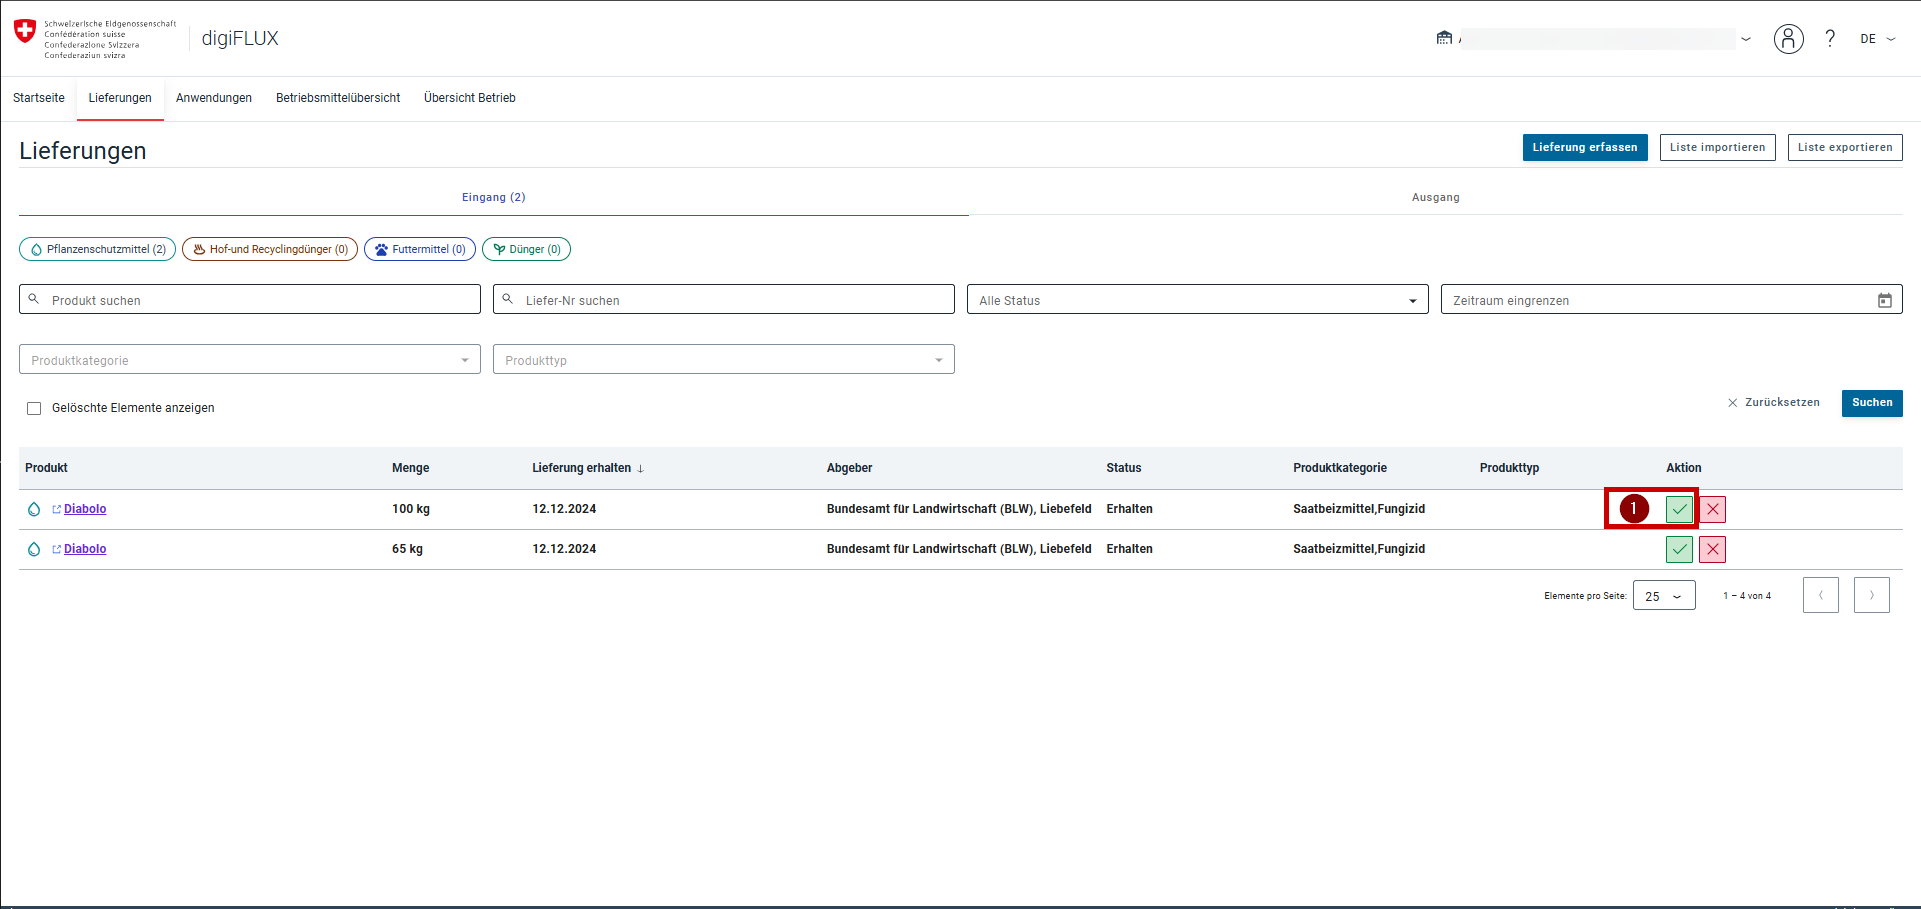 Schweizerische Eidgenossenschaft
Confédération suisse
Confederazione Svizzera
Confederaziun svizra
digiFLUX
?
DE
Startseite
Lieferungen
Anwendungen
Betriebsmittelübersicht
Übersicht Betrieb
Lieferungen
Lieferung erfassen
Liste importieren
Liste exportieren
Eingang (2)
Ausgang
Pflanzenschutzmittel (2)
Hof-und Recyclingdünger (0)
Futtermittel (0)
Dünger (0)
Produkt suchen
Liefer-Nr suchen
Alle Status
Zeitraum eingrenzen
Produktkategorie
Produkttyp
Gelöschte Elemente anzeigen
Zurücksetzen
Suchen
Produkt Menge Lieferung erhalten ↓ Abgeber Status Produktkategorie Produkttyp Aktion
Diabolo 100 kg 12.12.2024 Bundesamt für Landwirtschaft (BLW), Liebefeld Erhalten Saatbeizmittel,Fungizid 1
Diabolo 65 kg 12.12.2024 Bundesamt für Landwirtschaft (BLW), Liebefeld Erhalten Saatbeizmittel,Fungizid
Elemente pro Seite: 25 1 – 4 von 4